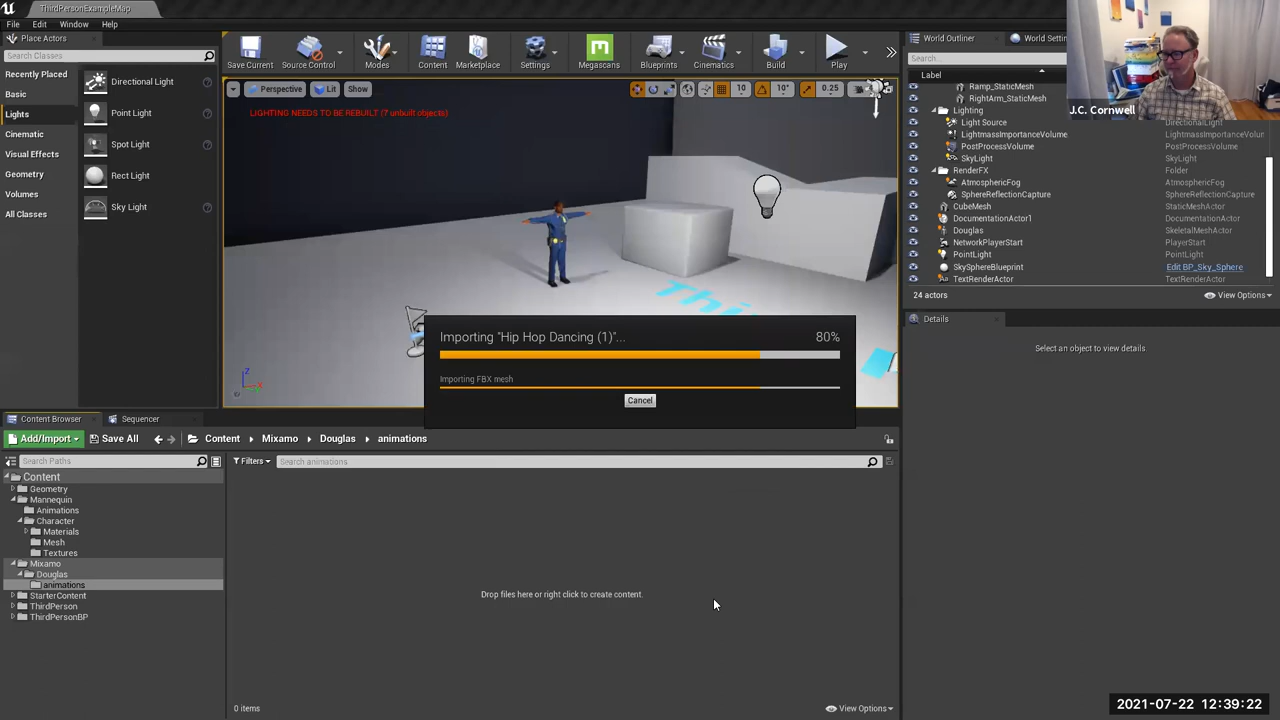 ThirdPersonExampleMap
File Edit Window Help
Place Actors
Search Classes
Recently Placed
Basic
Lights
Cinematic
Visual Effects
Geometry
Volumes
All Classes
Directional Light
Point Light
Spot Light
Rect Light
Sky Light
Save Current
Source Control
Modes
Content
Marketplace
Settings
Megascans
Blueprints
Cinematics
Build
Play
Perspective Lit Show
10 10° 0.25
LIGHTING NEEDS TO BE REBUILT (7 unbuilt objects)
Importing "Hip Hop Dancing (1)"... 80%
Importing FBX mesh
Cancel
World Outliner World Settin
Search...
Label
Ramp_StaticMesh
RightArm_StaticMesh
Lighting
Light Source DirectionalLight
LightmassImportanceVolume LightmassImportanceVolun
PostProcessVolume PostProcessVolume
SkyLight SkyLight
RenderFX Folder
AtmosphericFog AtmosphericFog
SphereReflectionCapture SphereReflectionCapture
CubeMesh StaticMeshActor
DocumentationActor1 DocumentationActor
Douglas SkeletalMeshActor
NetworkPlayerStart PlayerStart
PointLight PointLight
SkySphereBlueprint Edit BP_Sky_Sphere
TextRenderActor TextRenderActor
24 actors View Options
Details
Select an object to view details.
J.C. Cornwell
Content Browser Sequencer
Add/Import Save All Content Mixamo Douglas animations
Search Paths
Filters Search animations
Content
Geometry
Mannequin
Animations
Character
Materials
Mesh
Textures
Mixamo
Douglas
animations
StarterContent
ThirdPerson
ThirdPersonBP
Drop files here or right click to create content.
0 items View Options
2021-07-22 12:39:22